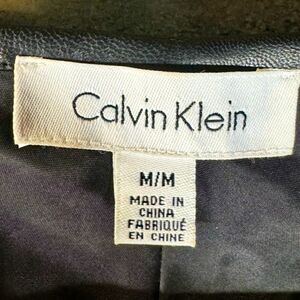 Calvin Klein
M/M
MADE IN
CHINA
FABRIQUÉ
EN CHINE